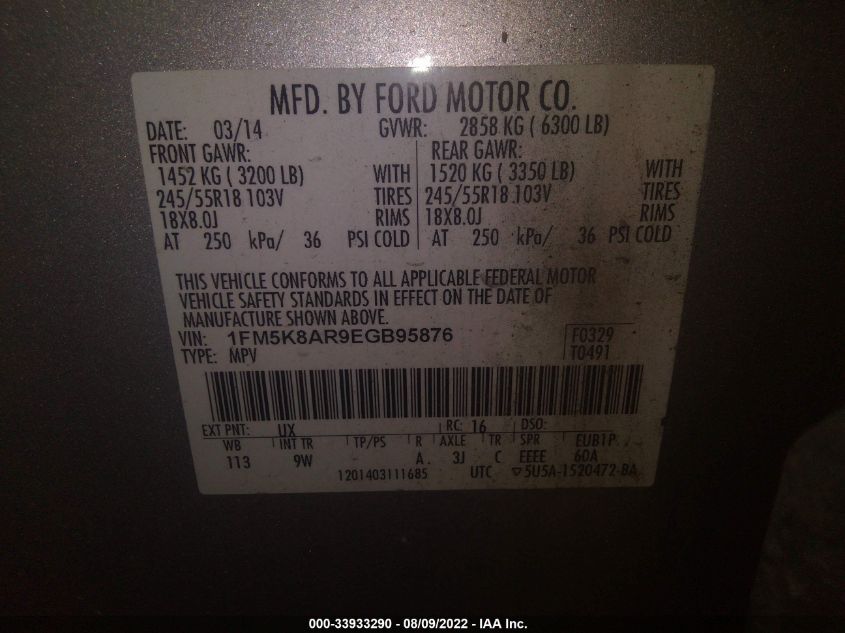 MFD. BY FORD MOTOR CO.
DATE: 03/14 GVWR: 2858 KG ( 6300 LB)
FRONT GAWR: REAR GAWR:
1452 KG ( 3200 LB) WITH 1520 KG ( 3350 LB) WITH
245/55R18 103V TIRES 245/55R18 103V TIRES
18X8.0J RIMS 18X8.0J RIMS
AT 250 kPa/ 36 PSI COLD AT 250 kPa/ 36 PSI COLD
THIS VEHICLE CONFORMS TO ALL APPLICABLE FEDERAL MOTOR
VEHICLE SAFETY STANDARDS IN EFFECT ON THE DATE OF
MANUFACTURE SHOWN ABOVE.
VIN: 1FM5K8AR9EGB95876 F0329
TYPE: MPV T0491
EXT PNT: UX RC: 16 DSO:
WB INT TR TP/PS R AXLE TR SPR EUB1P
113 9W A 3J C EEEE 60A
1201403111685 UTC ▽5U5A-1520472-BA
000-33933290 - 08/09/2022 - IAA Inc.